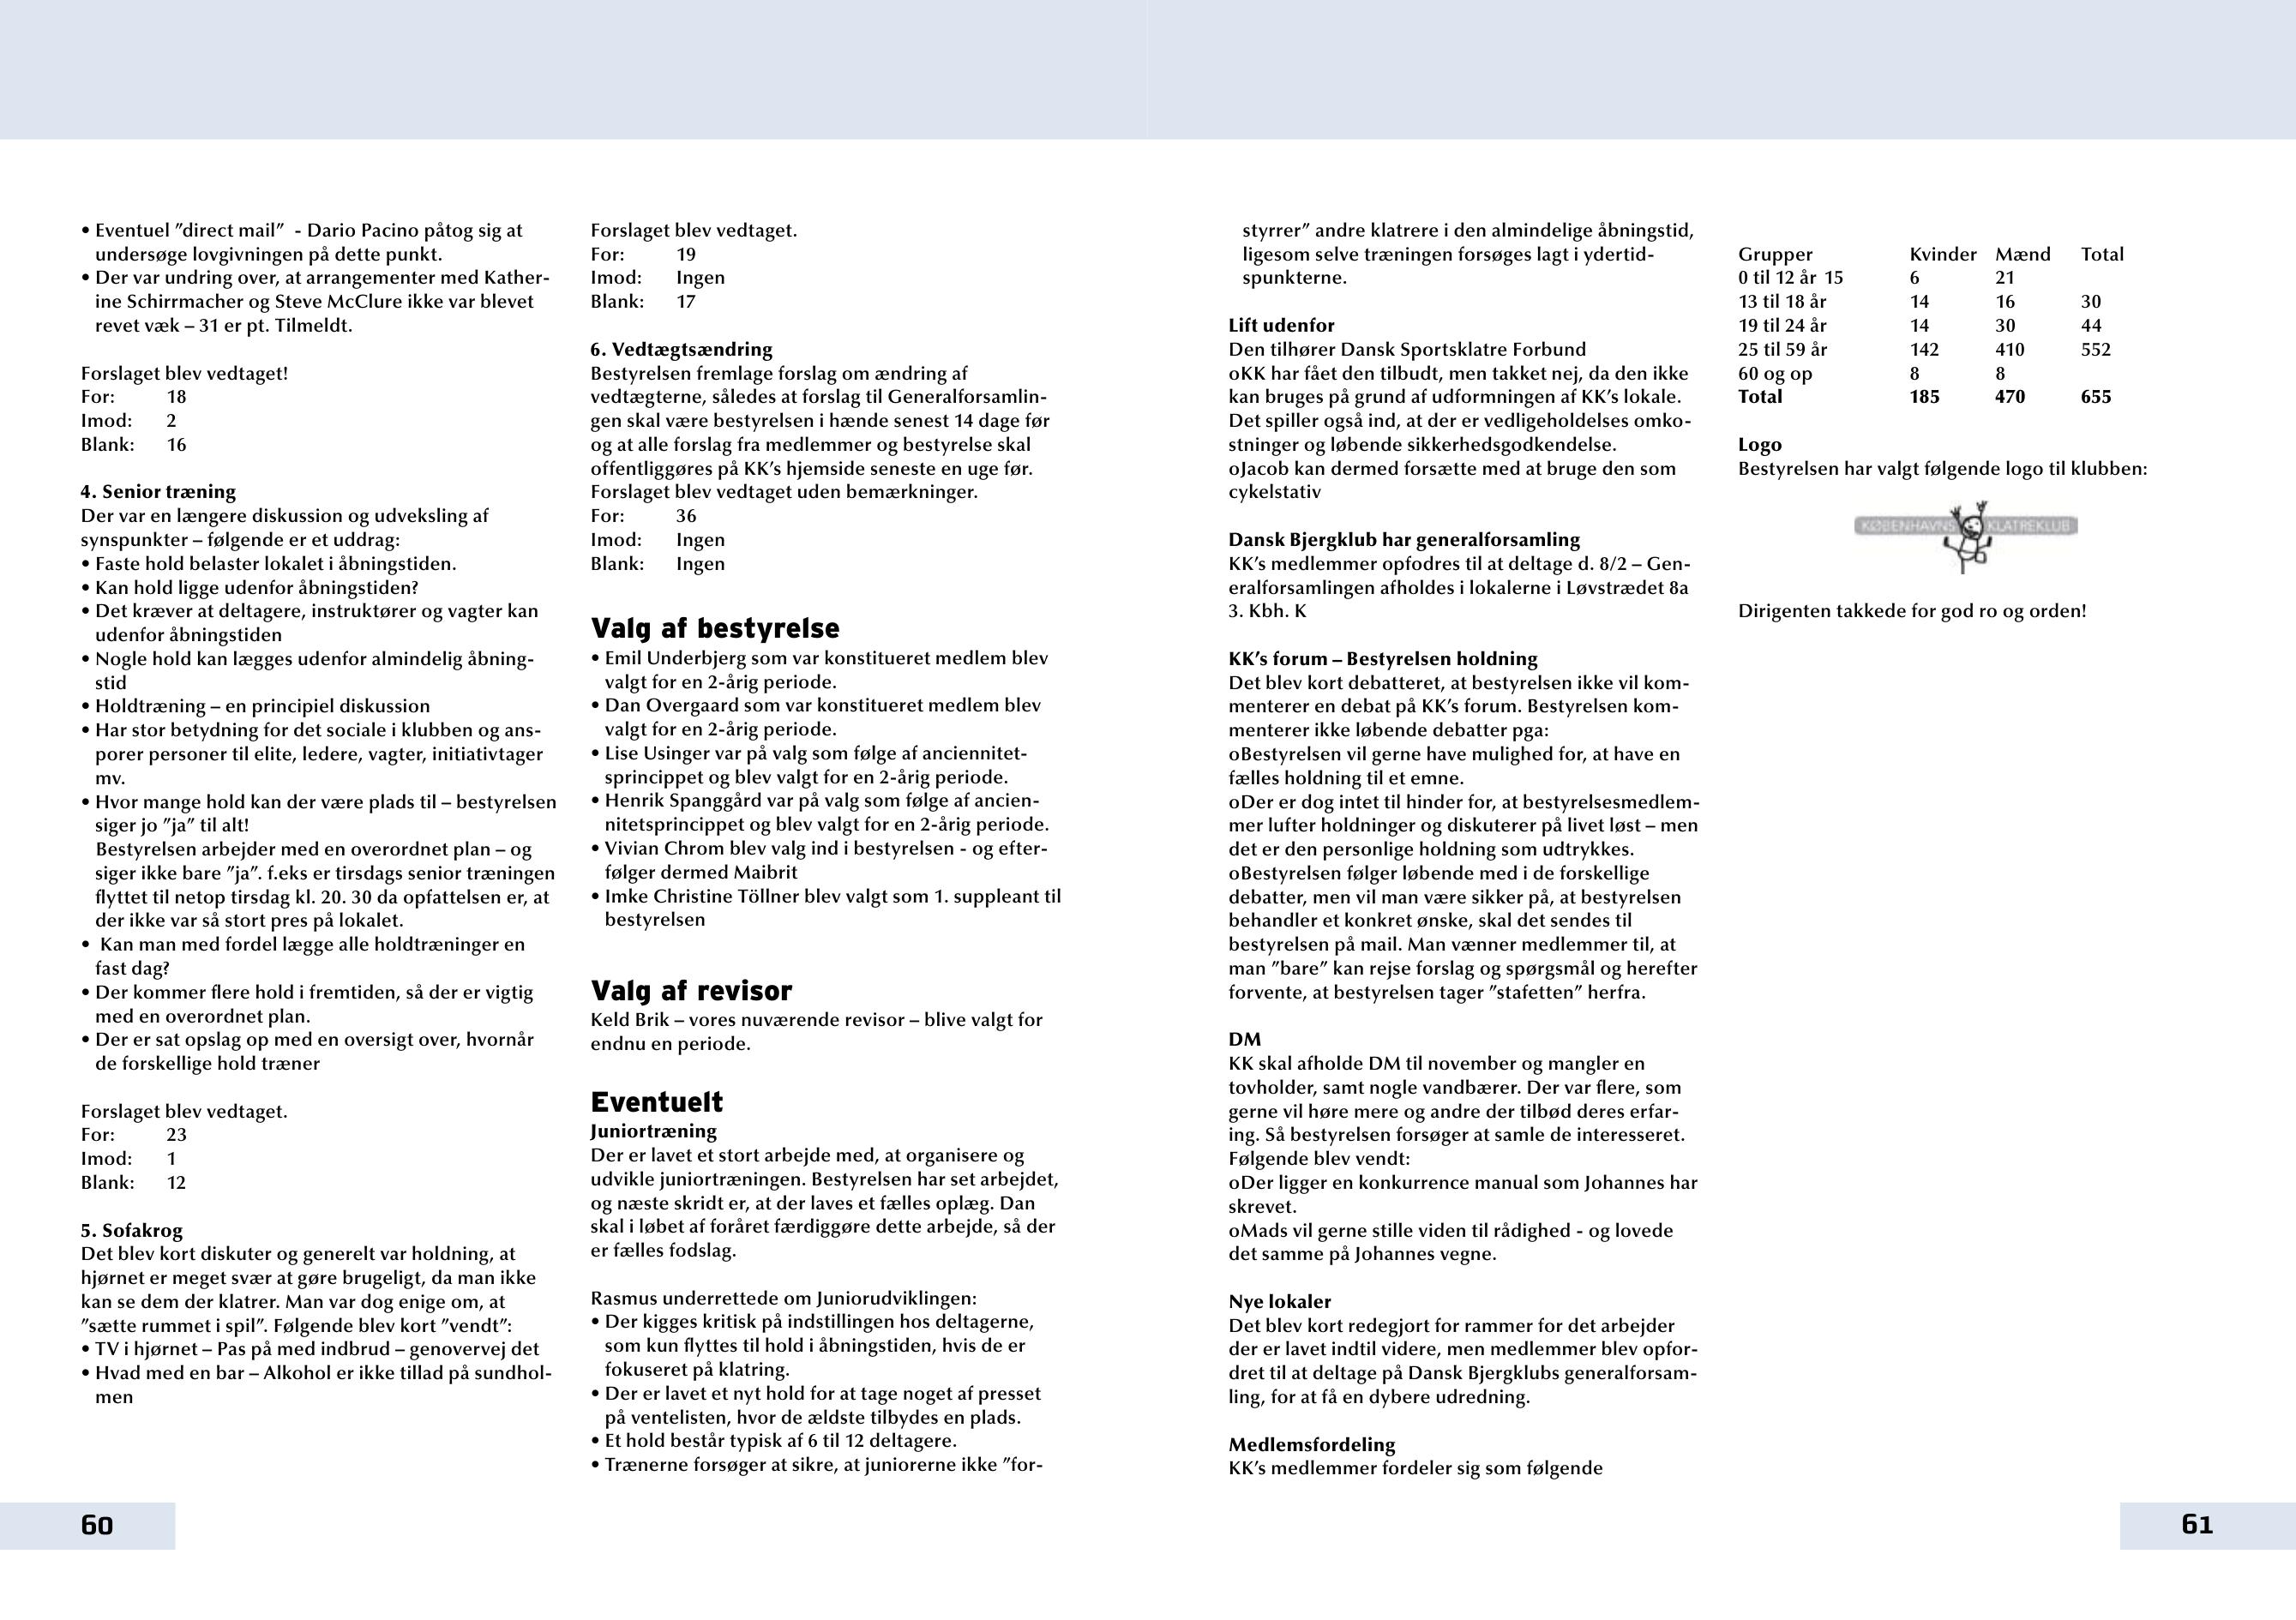 • Eventuel ”direct mail”  - Dario Pacino påtog sig at
undersøge lovgivningen på dette punkt.
• Der var undring over, at arrangementer med Kather-
ine Schirrmacher og Steve McClure ikke var blevet
revet væk – 31 er pt. Tilmeldt.
Forslaget blev vedtaget!
For: 18
Imod: 2
Blank: 16
4. Senior træning
Der var en længere diskussion og udveksling af
synspunkter – følgende er et uddrag:
• Faste hold belaster lokalet i åbningstiden.
• Kan hold ligge udenfor åbningstiden?
• Det kræver at deltagere, instruktører og vagter kan
udenfor åbningstiden
• Nogle hold kan lægges udenfor almindelig åbning-
stid
• Holdtræning – en principiel diskussion
• Har stor betydning for det sociale i klubben og ans-
porer personer til elite, ledere, vagter, initiativtager
mv.
• Hvor mange hold kan der være plads til – bestyrelsen
siger jo ”ja” til alt!
Bestyrelsen arbejder med en overordnet plan – og
siger ikke bare ”ja”. f.eks er tirsdags senior træningen
flyttet til netop tirsdag kl. 20. 30 da opfattelsen er, at
der ikke var så stort pres på lokalet.
•  Kan man med fordel lægge alle holdtræninger en
fast dag?
• Der kommer flere hold i fremtiden, så der er vigtig
med en overordnet plan.
• Der er sat opslag op med en oversigt over, hvornår
de forskellige hold træner
Forslaget blev vedtaget.
For: 23
Imod: 1
Blank: 12
5. Sofakrog
Det blev kort diskuter og generelt var holdning, at
hjørnet er meget svær at gøre brugeligt, da man ikke
kan se dem der klatrer. Man var dog enige om, at
”sætte rummet i spil”. Følgende blev kort ”vendt”:
• TV i hjørnet – Pas på med indbrud – genovervej det
• Hvad med en bar – Alkohol er ikke tillad på sundhol-
men
Forslaget blev vedtaget.
For: 19
Imod: Ingen
Blank: 17
6. Vedtægtsændring
Bestyrelsen fremlage forslag om ændring af
vedtægterne, således at forslag til Generalforsamlin-
gen skal være bestyrelsen i hænde senest 14 dage før
og at alle forslag fra medlemmer og bestyrelse skal
offentliggøres på KK’s hjemside seneste en uge før.
Forslaget blev vedtaget uden bemærkninger.
For: 36
Imod: Ingen
Blank: Ingen
Valg af bestyrelse
• Emil Underbjerg som var konstitueret medlem blev
valgt for en 2-årig periode.
• Dan Overgaard som var konstitueret medlem blev
valgt for en 2-årig periode.
• Lise Usinger var på valg som følge af anciennitet-
sprincippet og blev valgt for en 2-årig periode.
• Henrik Spanggård var på valg som følge af ancien-
nitetsprincippet og blev valgt for en 2-årig periode.
• Vivian Chrom blev valg ind i bestyrelsen - og efter-
følger dermed Maibrit
• Imke Christine Töllner blev valgt som 1. suppleant til
bestyrelsen
Valg af revisor
Keld Brik – vores nuværende revisor – blive valgt for
endnu en periode.
Eventuelt
Juniortræning
Der er lavet et stort arbejde med, at organisere og
udvikle juniortræningen. Bestyrelsen har set arbejdet,
og næste skridt er, at der laves et fælles oplæg. Dan
skal i løbet af foråret færdiggøre dette arbejde, så der
er fælles fodslag.
Rasmus underrettede om Juniorudviklingen:
• Der kigges kritisk på indstillingen hos deltagerne,
som kun flyttes til hold i åbningstiden, hvis de er
fokuseret på klatring.
• Der er lavet et nyt hold for at tage noget af presset
på ventelisten, hvor de ældste tilbydes en plads.
• Et hold består typisk af 6 til 12 deltagere.
• Trænerne forsøger at sikre, at juniorerne ikke ”for-
60
styrrer” andre klatrere i den almindelige åbningstid,
ligesom selve træningen forsøges lagt i ydertid-
spunkterne.
Lift udenfor
Den tilhører Dansk Sportsklatre Forbund
oKK har fået den tilbudt, men takket nej, da den ikke
kan bruges på grund af udformningen af KK’s lokale.
Det spiller også ind, at der er vedligeholdelses omko-
stninger og løbende sikkerhedsgodkendelse.
oJacob kan dermed forsætte med at bruge den som
cykelstativ
Dansk Bjergklub har generalforsamling
KK’s medlemmer opfodres til at deltage d. 8/2 – Gen-
eralforsamlingen afholdes i lokalerne i Løvstrædet 8a
3. Kbh. K
KK’s forum – Bestyrelsen holdning
Det blev kort debatteret, at bestyrelsen ikke vil kom-
menterer en debat på KK’s forum. Bestyrelsen kom-
menterer ikke løbende debatter pga:
oBestyrelsen vil gerne have mulighed for, at have en
fælles holdning til et emne.
oDer er dog intet til hinder for, at bestyrelsesmedlem-
mer lufter holdninger og diskuterer på livet løst – men
det er den personlige holdning som udtrykkes.
oBestyrelsen følger løbende med i de forskellige
debatter, men vil man være sikker på, at bestyrelsen
behandler et konkret ønske, skal det sendes til
bestyrelsen på mail. Man vænner medlemmer til, at
man ”bare” kan rejse forslag og spørgsmål og herefter
forvente, at bestyrelsen tager ”stafetten” herfra.
DM
KK skal afholde DM til november og mangler en
tovholder, samt nogle vandbærer. Der var flere, som
gerne vil høre mere og andre der tilbød deres erfar-
ing. Så bestyrelsen forsøger at samle de interesseret.
Følgende blev vendt:
oDer ligger en konkurrence manual som Johannes har
skrevet.
oMads vil gerne stille viden til rådighed - og lovede
det samme på Johannes vegne.
Nye lokaler
Det blev kort redegjort for rammer for det arbejder
der er lavet indtil videre, men medlemmer blev opfor-
dret til at deltage på Dansk Bjergklubs generalforsam-
ling, for at få en dybere udredning.
Medlemsfordeling
KK’s medlemmer fordeler sig som følgende
Grupper Kvinder Mænd Total
0 til 12 år 15 6 21
13 til 18 år 14 16 30
19 til 24 år 14 30 44
25 til 59 år 142 410 552
60 og op 8 8
Total 185 470 655
Logo
Bestyrelsen har valgt følgende logo til klubben:
KØBENHAVNS KLATREKLUB
Dirigenten takkede for god ro og orden!
61